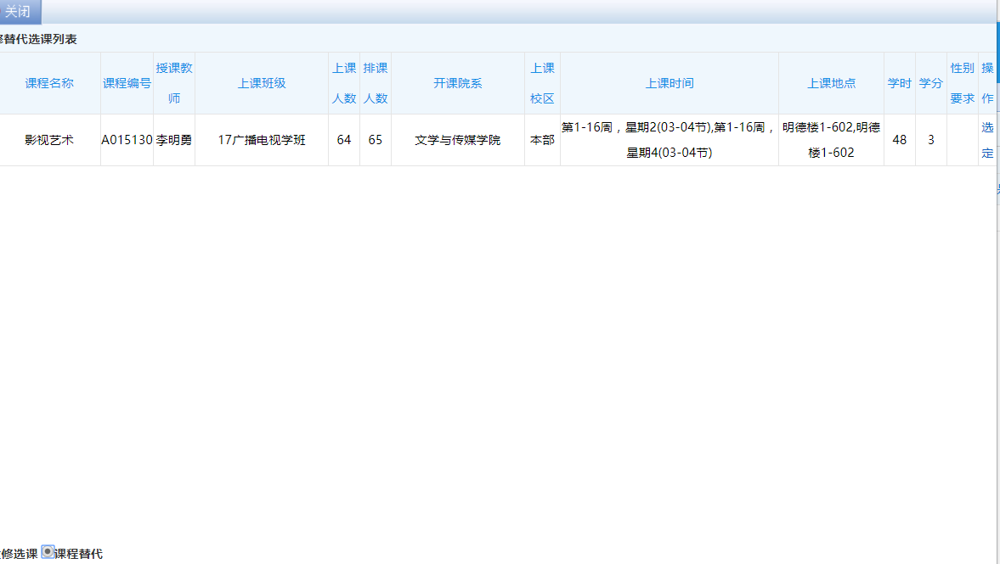 关闭
修替代选课列表
课程名称 课程编号 授课教师 上课班级 上课人数 排课人数 开课院系 上课校区 上课时间 上课地点 学时 学分 性别要求 操作
影视艺术 A015130 李明勇 17广播电视学班 64 65 文学与传媒学院 本部 第1-16周，星期2(03-04节),第1-16周，星期4(03-04节) 明德楼1-602,明德楼1-602 48 3 选定
修选课 课程替代